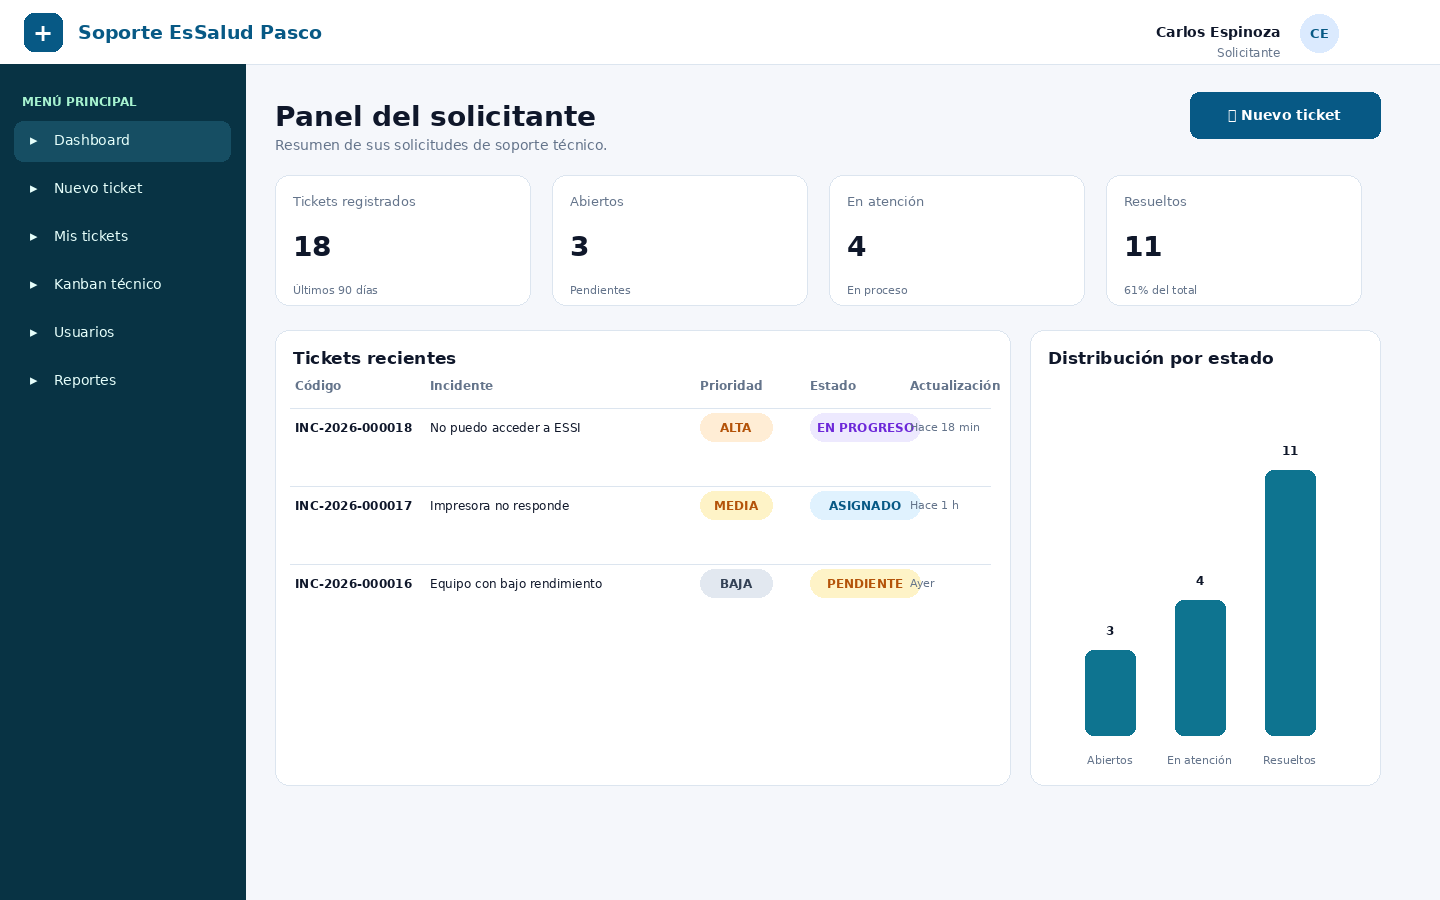 + Soporte EsSalud Pasco
Carlos Espinoza
Solicitante
CE
MENÚ PRINCIPAL
Dashboard
Nuevo ticket
Mis tickets
Kanban técnico
Usuarios
Reportes
Panel del solicitante
Resumen de sus solicitudes de soporte técnico.
Nuevo ticket
Tickets registrados
18
Últimos 90 días
Abiertos
3
Pendientes
En atención
4
En proceso
Resueltos
11
61% del total
Tickets recientes
Código Incidente Prioridad Estado Actualización
INC-2026-000018 No puedo acceder a ESSI ALTA EN PROGRESO Hace 18 min
INC-2026-000017 Impresora no responde MEDIA ASIGNADO Hace 1 h
INC-2026-000016 Equipo con bajo rendimiento BAJA PENDIENTE Ayer
Distribución por estado
11
4
3
Abiertos En atención Resueltos